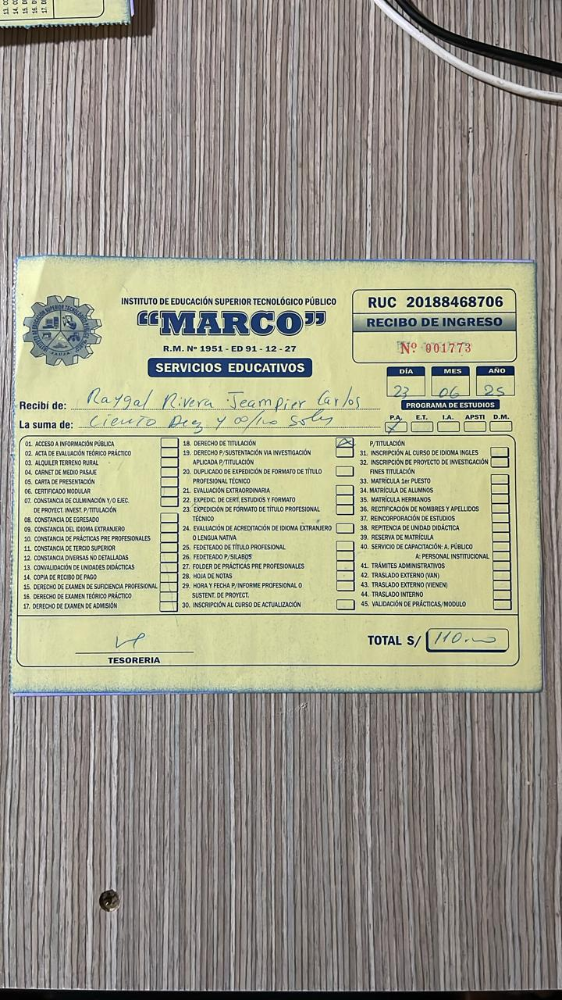 13. CO
14. C
15. D
16. D
17. D
INSTITUTO DE EDUCACIÓN SUPERIOR TECNOLÓGICO PÚBLICO
“MARCO”
R.M. Nº 1951 - ED 91 - 12 - 27
SERVICIOS EDUCATIVOS
JAUJA
RUC 20188468706
RECIBO DE INGRESO
Nº 001773
DÍA MES AÑO
23 06 25
PROGRAMA DE ESTUDIOS
P.A. E.T. I.A. APSTI D.M.
Recibí de: Raygal Rivera Jeampier Carlos
La suma de: Ciento Diez y 00/100 Soles
01. ACCESO A INFORMACIÓN PÚBLICA
02. ACTA DE EVALUACIÓN TEÓRICO PRÁCTICO
03. ALQUILER TERRENO RURAL
04. CARNET DE MEDIO PASAJE
05. CARTA DE PRESENTACIÓN
06. CERTIFICADO MODULAR
07. CONSTANCIA DE CULMINACIÓN Y/O EJEC.
DE PROYECT. INVEST. P/TITULACIÓN
08. CONSTANCIA DE EGRESADO
09. CONSTANCIA DEL IDIOMA EXTRANJERO
10. CONSTANCIA DE PRÁCTICAS PRE PROFESIONALES
11. CONSTANCIA DE TERCIO SUPERIOR
12. CONSTANCIA DIVERSAS NO DETALLADAS
13. CONVALIDACIÓN DE UNIDADES DIDÁCTICAS
14. COPIA DE RECIBO DE PAGO
15. DERECHO DE EXAMEN DE SUFICIENCIA PROFESIONAL
16. DERECHO DE EXAMEN TEÓRICO PRÁCTICO
17. DERECHO DE EXAMEN DE ADMISIÓN
18. DERECHO DE TITULACIÓN
19. DERECHO P/SUSTENTACIÓN VIA INVESTIGACIÓN
APLICADA P/TITULACIÓN
20. DUPLICADO DE EXPEDICIÓN DE FORMATO DE TÍTULO
PROFESIONAL TÉCNICO
21. EVALUACIÓN EXTRAORDINARIA
22. EXPEDIC. DE CERT. ESTUDIOS Y FORMATO
23. EXPEDICIÓN DE FORMATO DE TÍTULO PROFESIONAL
TÉCNICO
24. EVALUACIÓN DE ACREDITACIÓN DE IDIOMA EXTRANJERO
O LENGUA NATIVA
25. FEDETEADO DE TÍTULO PROFESIONAL
26. FEDETEADO P/SILABOS
27. FOLDER DE PRÁCTICAS PRE PROFESIONALES
28. HOJA DE NOTAS
29. HORA Y FECHA P/INFORME PROFESIONAL O
SUSTENT. DE PROYECT.
30. INSCRIPCIÓN AL CURSO DE ACTUALIZACIÓN
P/TITULACIÓN
31. INSCRIPCIÓN AL CURSO DE IDIOMA INGLES
32. INSCRIPCIÓN DE PROYECTO DE INVESTIGACIÓN
FINES TITULACIÓN
33. MATRÍCULA 1er PUESTO
34. MATRÍCULA DE ALUMNOS
35. MATRÍCULA HERMANOS
36. RECTIFICACIÓN DE NOMBRES Y APELLIDOS
37. REINCORPORACIÓN DE ESTUDIOS
38. REPITENCIA DE UNIDAD DIDÁCTICA
39. RESERVA DE MATRÍCULA
40. SERVICIO DE CAPACITACIÓN: A. PÚBLICO
A: PERSONAL INSTITUCIONAL
41. TRÁMITES ADMINISTRATIVOS
42. TRASLADO EXTERNO (VAN)
43. TRASLADO EXTERNO (VIENEN)
44. TRASLADO INTERNO
45. VALIDACIÓN DE PRÁCTICAS/MODULO
TESORERIA
TOTAL S/ 110.00